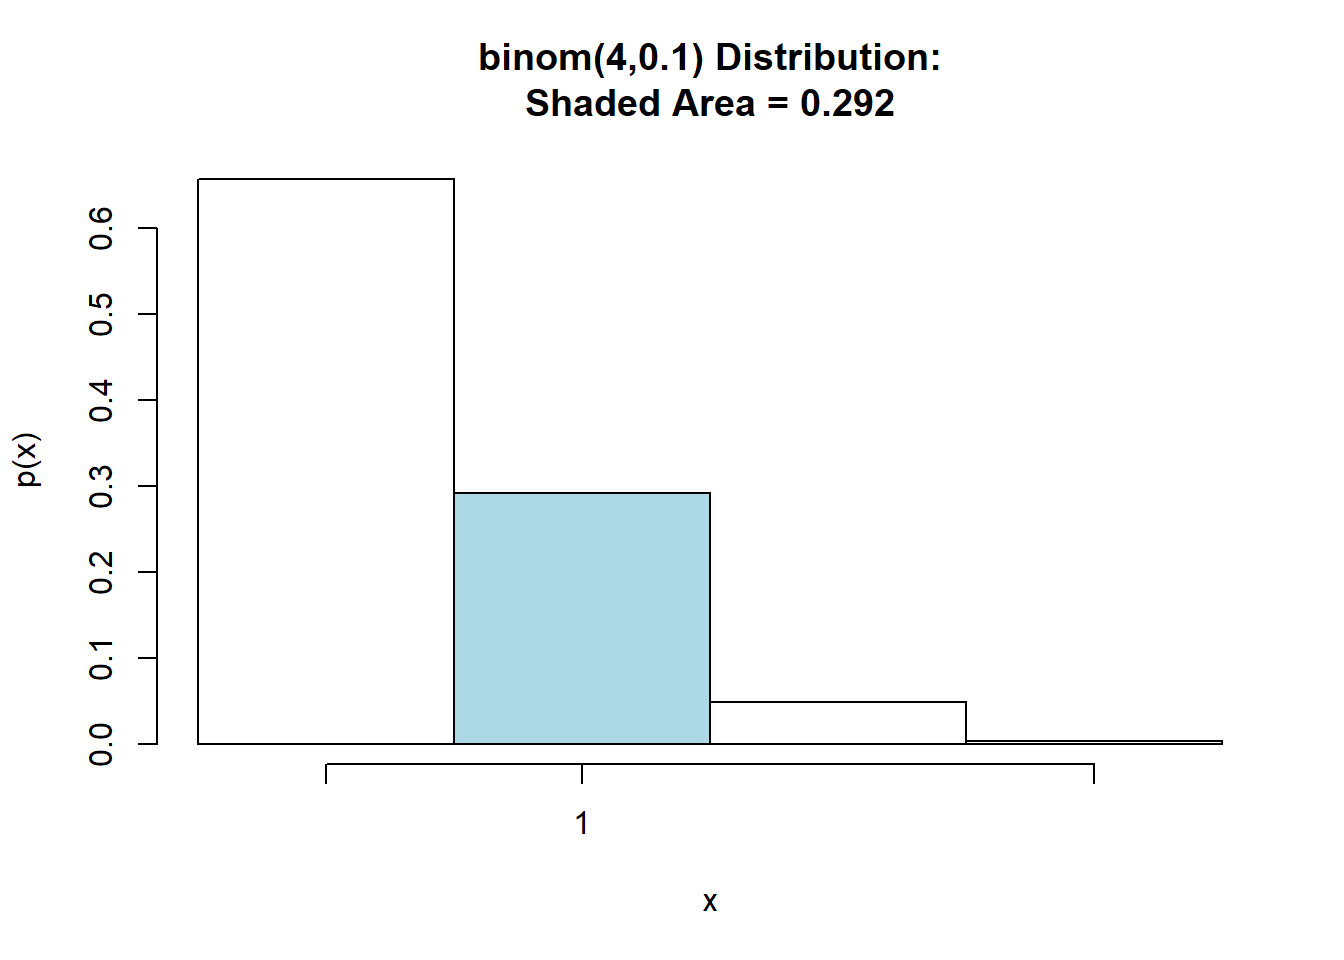 binom(4,0.1) Distribution:
Shaded Area = 0.292
p(x)
0.6
0.5
0.4
0.3
0.2
0.1
0.0
1
x